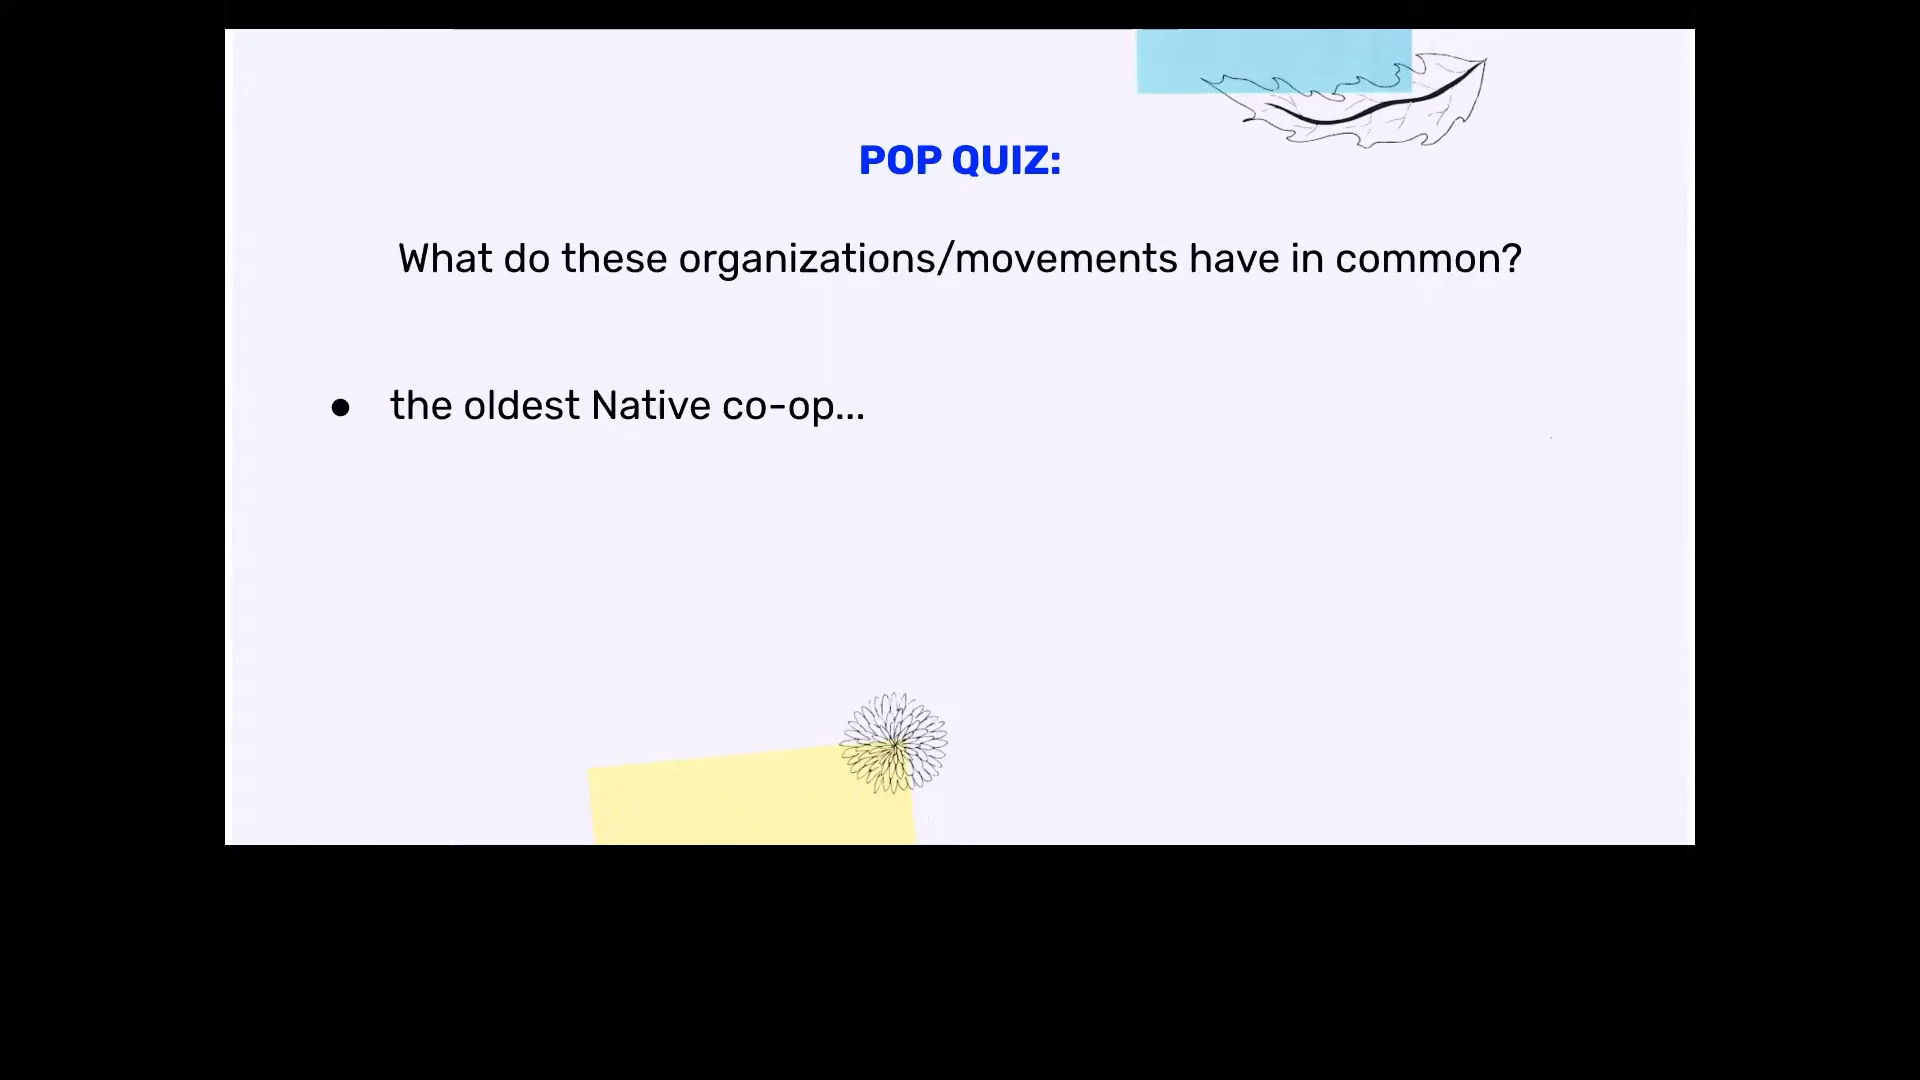 POP QUIZ:
What do these organizations/movements have in common?
● the oldest Native co-op...